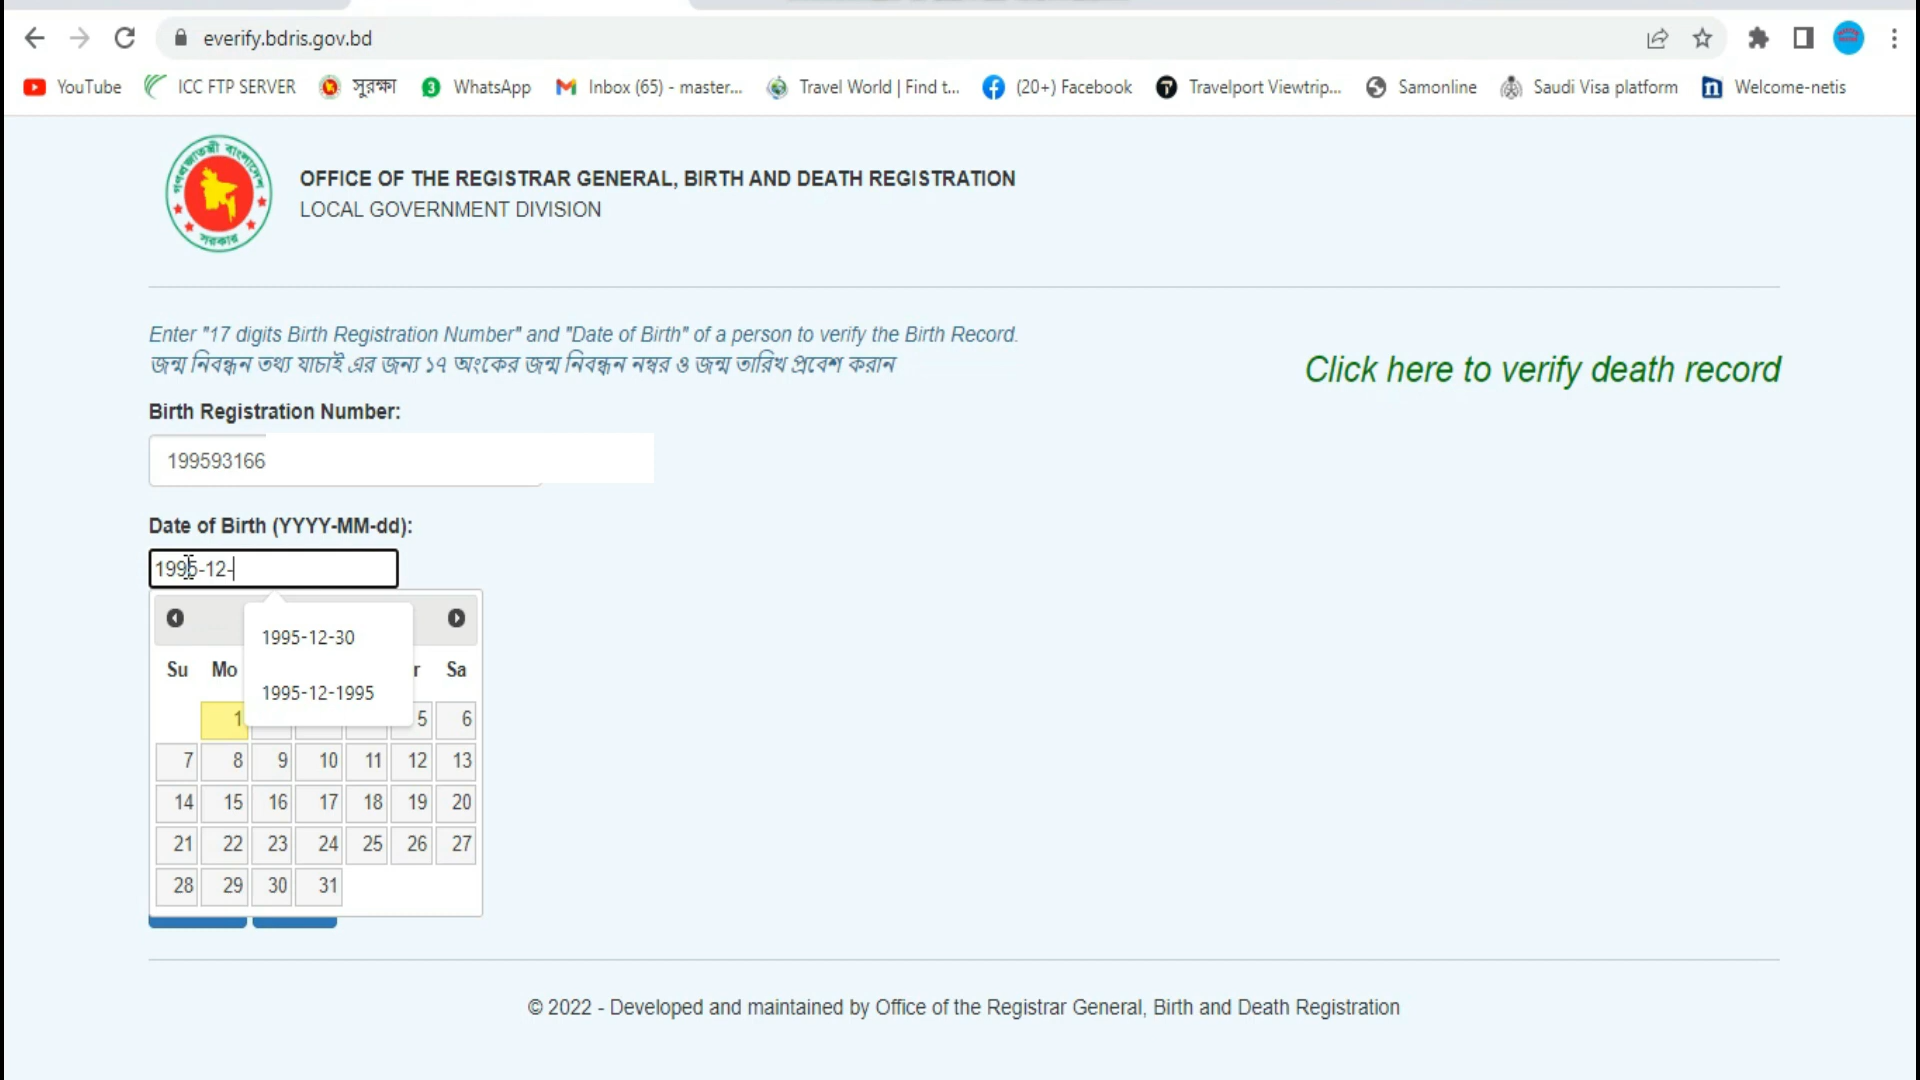 everify.bdris.gov.bd
YouTube ICC FTP SERVER সুরক্ষা 3 WhatsApp Inbox (65) - master... Travel World | Find t... (20+) Facebook Travelport Viewtrip... Samonline Saudi Visa platform n Welcome-netis
গণপ্রজাতন্ত্রী বাংলাদেশ
সরকার
OFFICE OF THE REGISTRAR GENERAL, BIRTH AND DEATH REGISTRATION
LOCAL GOVERNMENT DIVISION
Enter "17 digits Birth Registration Number" and "Date of Birth" of a person to verify the Birth Record.
জন্ম নিবন্ধন তথ্য যাচাই এর জন্য ১৭ অংকের জন্ম নিবন্ধন নম্বর ও জন্ম তারিখ প্রবেশ করান
Click here to verify death record
Birth Registration Number:
199593166
Date of Birth (YYYY-MM-dd):
1995-12-
1995-12-30
1995-12-1995
Su Mo r Sa
1 5 6
7 8 9 10 11 12 13
14 15 16 17 18 19 20
21 22 23 24 25 26 27
28 29 30 31
© 2022 - Developed and maintained by Office of the Registrar General, Birth and Death Registration